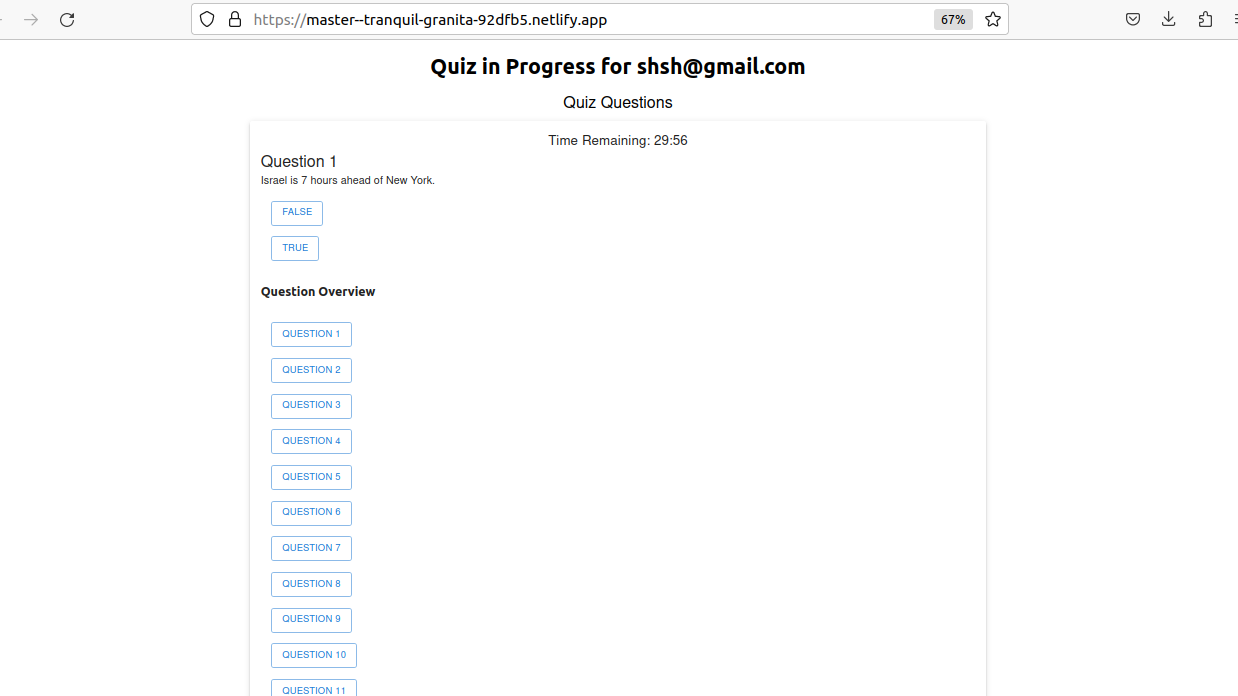 https://master--tranquil-granita-92dfb5.netlify.app 67%
Quiz in Progress for shsh@gmail.com
Quiz Questions
Time Remaining: 29:56
Question 1
Israel is 7 hours ahead of New York.
FALSE
TRUE
Question Overview
QUESTION 1
QUESTION 2
QUESTION 3
QUESTION 4
QUESTION 5
QUESTION 6
QUESTION 7
QUESTION 8
QUESTION 9
QUESTION 10
QUESTION 11